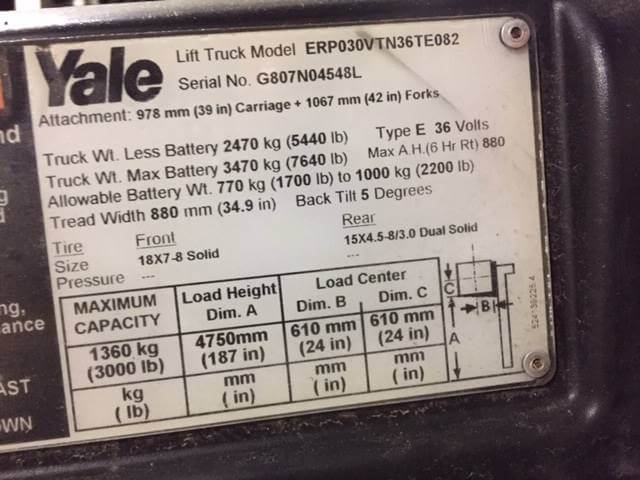 Yale
Lift Truck Model ERP030VTN36TE082
Serial No. G807N04548L
Attachment: 978 mm (39 in) Carriage + 1067 mm (42 in) Forks
Truck Wt. Less Battery 2470 kg (5440 lb) Type E 36 Volts
Truck Wt. Max Battery 3470 kg (7640 lb) Max A.H.(6 Hr Rt) 880
Allowable Battery Wt. 770 kg (1700 lb) to 1000 kg (2200 lb)
Tread Width 880 mm (34.9 in) Back Tilt 5 Degrees
Tire Front Rear
Size 18X7-8 Solid 15X4.5-8/3.0 Dual Solid
Pressure --- ---
MAXIMUM CAPACITY Load Height Dim. A Load Center Dim. B Dim. C
1360 kg (3000 lb) 4750mm (187 in) 610 mm (24 in) 610 mm (24 in)
kg ( lb) mm ( in) mm ( in) mm ( in)
C
B
A
nd
g
d
ng,
ance
AST
WN